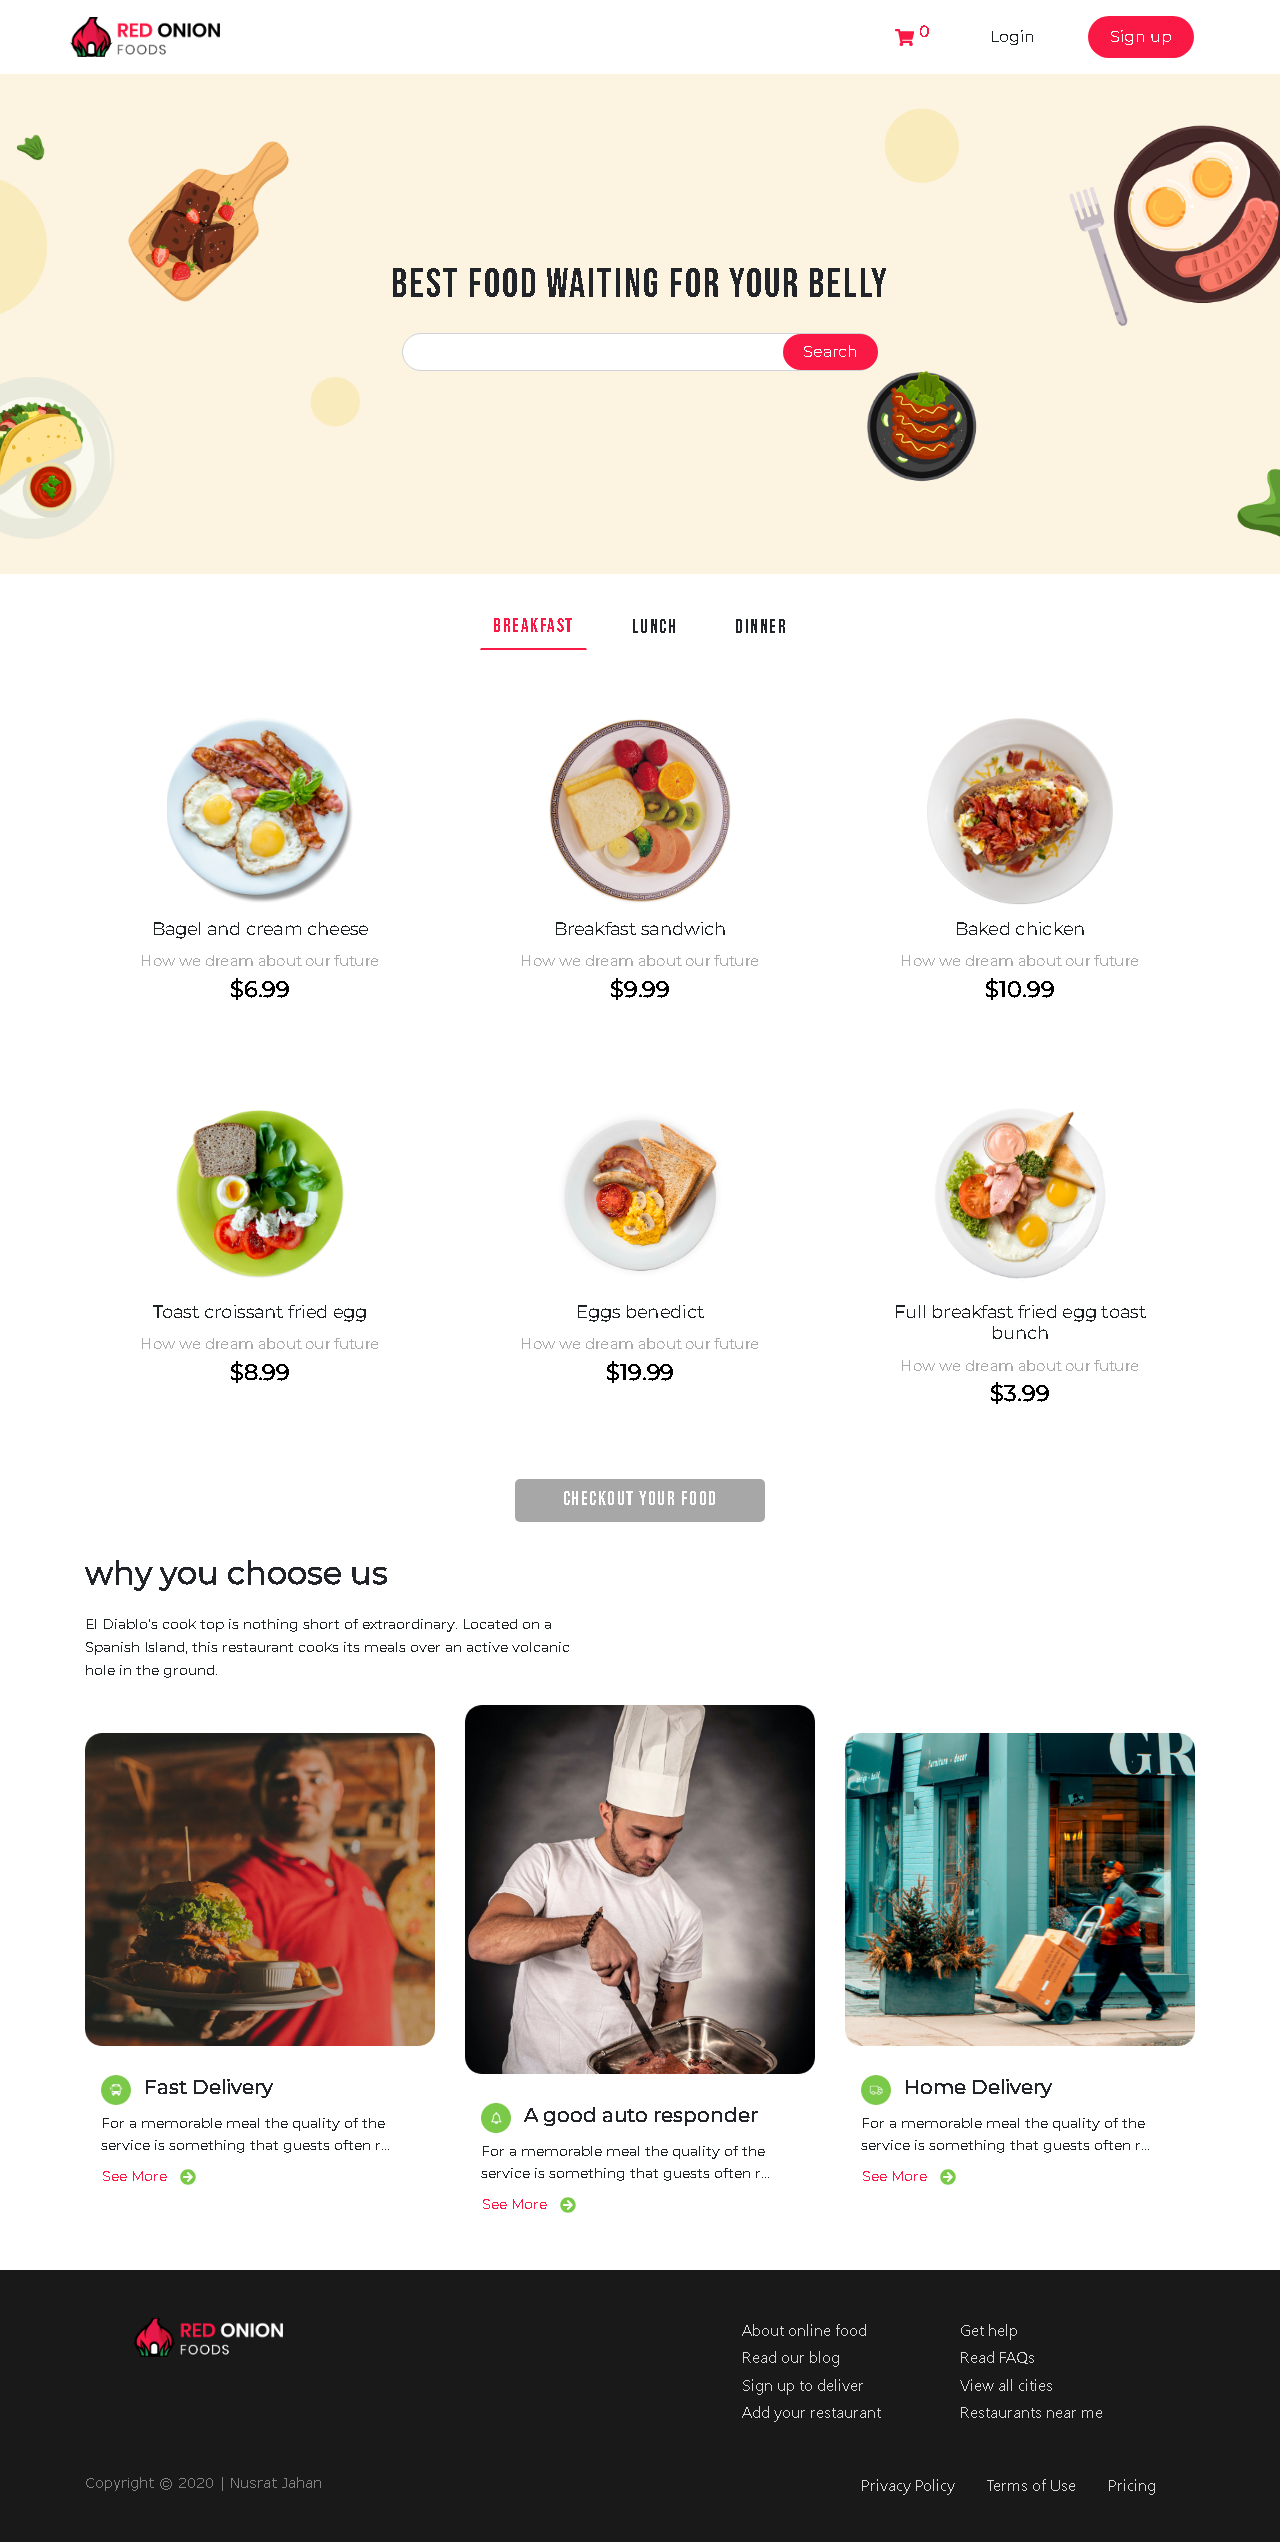 RED ONION
FOODS
0
Login
Sign up
BEST FOOD WAITING FOR YOUR BELLY
Search
BREAKFAST
LUNCH
DINNER
Bagel and cream cheese
How we dream about our future
$6.99
Breakfast sandwich
How we dream about our future
$9.99
Baked chicken
How we dream about our future
$10.99
Toast croissant fried egg
How we dream about our future
$8.99
Eggs benedict
How we dream about our future
$19.99
Full breakfast fried egg toast
bunch
How we dream about our future
$3.99
CHECKOUT YOUR FOOD
why you choose us
El Diablo's cook top is nothing short of extraordinary. Located on a
Spanish Island, this restaurant cooks its meals over an active volcanic
hole in the ground.
GR
Furniture - decor
Fast Delivery
For a memorable meal the quality of the
service is something that guests often r...
See More
A good auto responder
For a memorable meal the quality of the
service is something that guests often r...
See More
Home Delivery
For a memorable meal the quality of the
service is something that guests often r...
See More
RED ONION
FOODS
About online food
Read our blog
Sign up to deliver
Add your restaurant
Get help
Read FAQs
View all cities
Restaurants near me
Copyright © 2020 | Nusrat Jahan
Privacy Policy
Terms of Use
Pricing